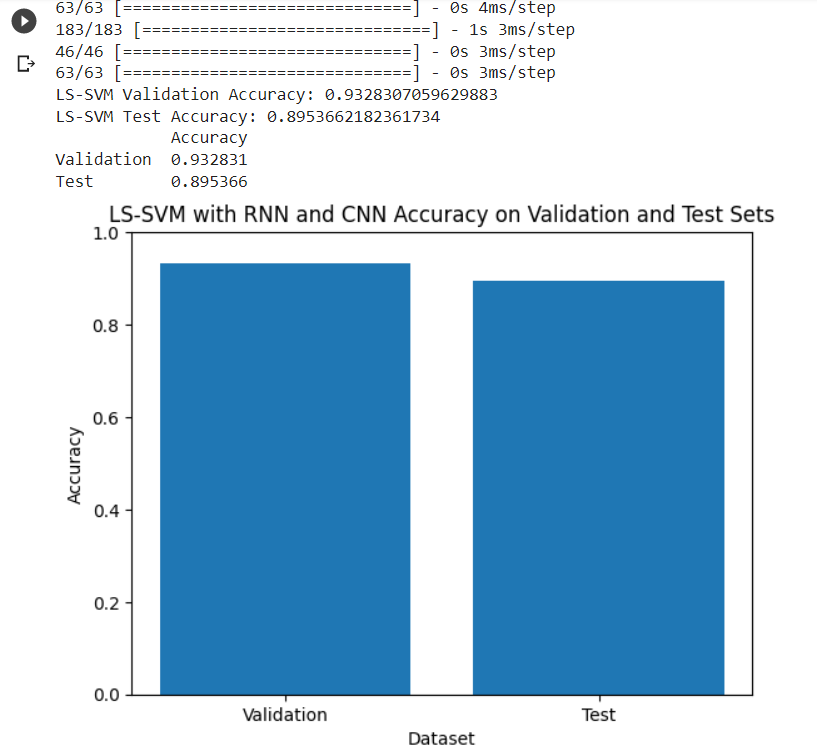 63/63 [==============================] - 0s 4ms/step
183/183 [==============================] - 1s 3ms/step
46/46 [==============================] - 0s 3ms/step
63/63 [==============================] - 0s 3ms/step
LS-SVM Validation Accuracy: 0.9328307059629883
LS-SVM Test Accuracy: 0.8953662182361734
Accuracy
Validation 0.932831
Test 0.895366
LS-SVM with RNN and CNN Accuracy on Validation and Test Sets
1.0
0.8
0.6
0.4
0.2
0.0
Accuracy
Validation Test
Dataset